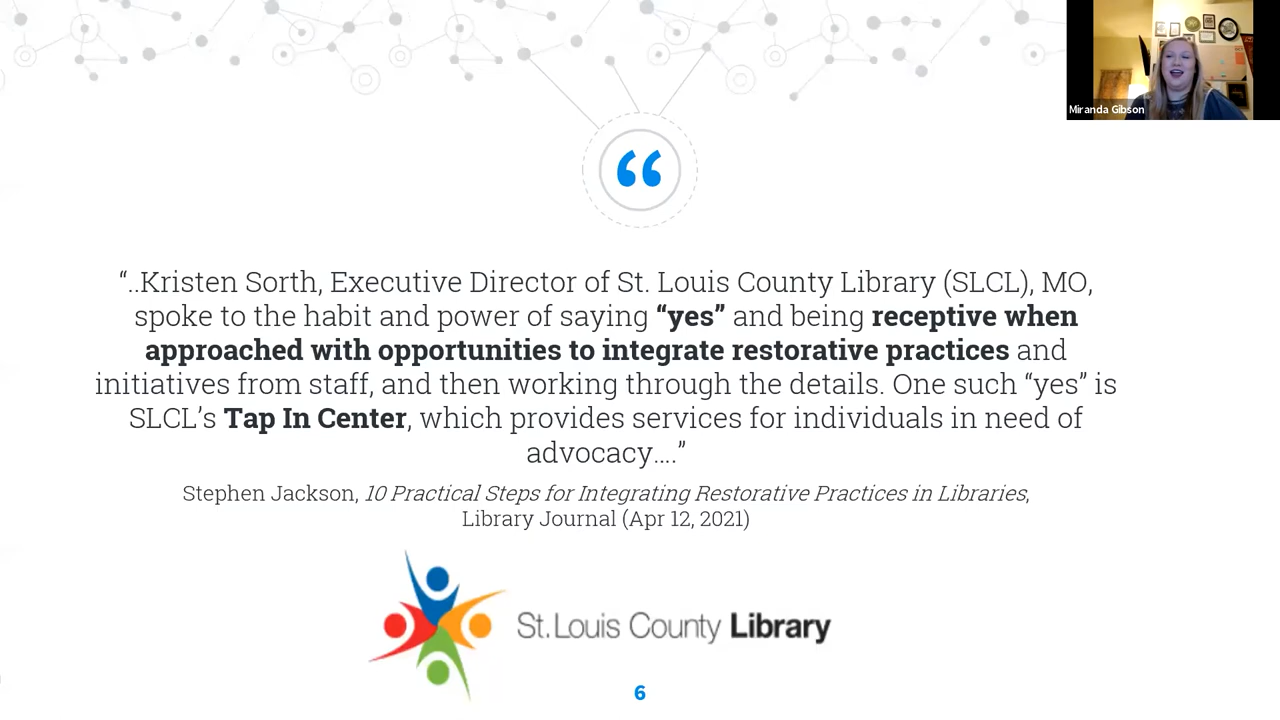 Miranda Gibson
“
“..Kristen Sorth, Executive Director of St. Louis County Library (SLCL), MO,
spoke to the habit and power of saying “yes” and being receptive when
approached with opportunities to integrate restorative practices and
initiatives from staff, and then working through the details. One such “yes” is
SLCL’s Tap In Center, which provides services for individuals in need of
advocacy....”
Stephen Jackson, 10 Practical Steps for Integrating Restorative Practices in Libraries,
Library Journal (Apr 12, 2021)
St. Louis County Library
6